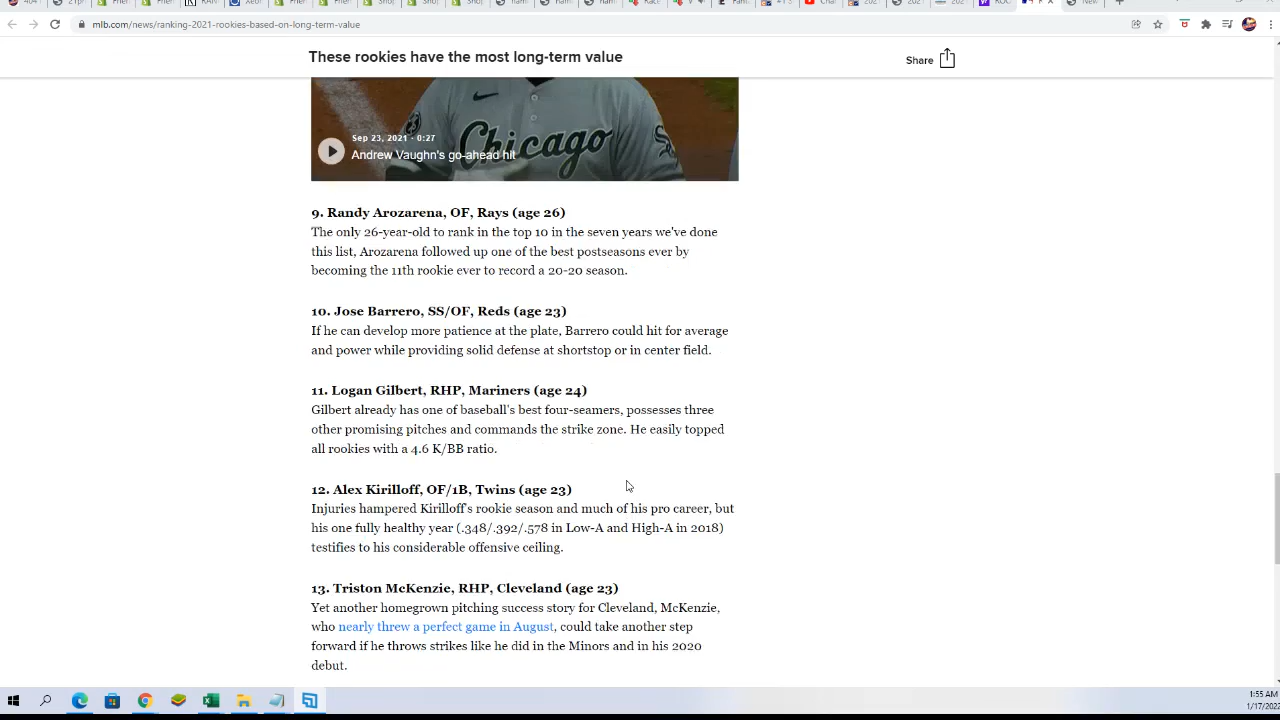 mlb.com/news/ranking-2021-rookies-based-on-long-term-value
These rookies have the most long-term value
Share
Chicago
Sep 23, 2021 · 0:27
Andrew Vaughn's go-ahead hit
9. Randy Arozarena, OF, Rays (age 26)
The only 26-year-old to rank in the top 10 in the seven years we've done
this list, Arozarena followed up one of the best postseasons ever by
becoming the 11th rookie ever to record a 20-20 season.
10. Jose Barrero, SS/OF, Reds (age 23)
If he can develop more patience at the plate, Barrero could hit for average
and power while providing solid defense at shortstop or in center field.
11. Logan Gilbert, RHP, Mariners (age 24)
Gilbert already has one of baseball's best four-seamers, possesses three
other promising pitches and commands the strike zone. He easily topped
all rookies with a 4.6 K/BB ratio.
12. Alex Kirilloff, OF/1B, Twins (age 23)
Injuries hampered Kirilloff's rookie season and much of his pro career, but
his one fully healthy year (.348/.392/.578 in Low-A and High-A in 2018)
testifies to his considerable offensive ceiling.
13. Triston McKenzie, RHP, Cleveland (age 23)
Yet another homegrown pitching success story for Cleveland, McKenzie,
who nearly threw a perfect game in August, could take another step
forward if he throws strikes like he did in the Minors and in his 2020
debut.
1:55 AM